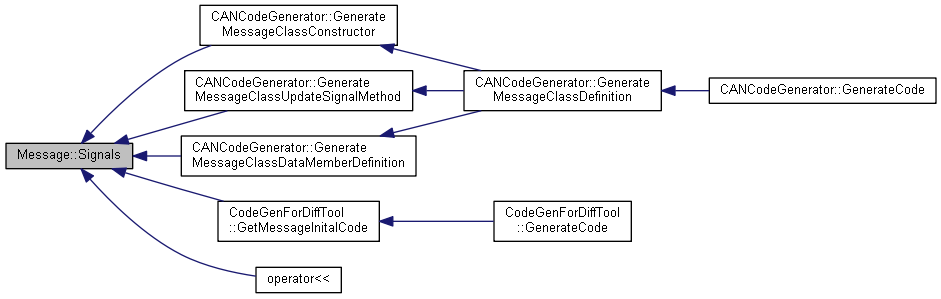 CANCodeGenerator::Generate
MessageClassConstructor
CANCodeGenerator::Generate
MessageClassUpdateSignalMethod
CANCodeGenerator::Generate
MessageClassDefinition
CANCodeGenerator::GenerateCode
Message::Signals
CANCodeGenerator::Generate
MessageClassDataMemberDefinition
CodeGenForDiffTool
::GetMessageInitalCode
CodeGenForDiffTool
::GenerateCode
operator<<